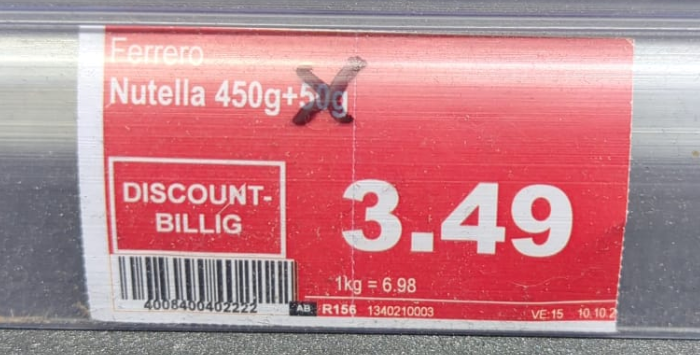 Ferrero
Nutella 450g+50g
DISCOUNT-
BILLIG
3.49
1kg = 6.98
4008400402222
AB R156 1340210003
VE:15 10.10.2